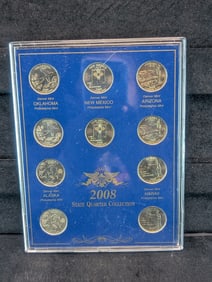 Denver Mint
OKLAHOMA
Philadelphia Mint
Denver Mint
NEW MEXICO
Philadelphia Mint
Denver Mint
ARIZONA
Philadelphia Mint
Denver Mint
ALASKA
Philadelphia Mint
Denver Mint
HAWAII
Philadelphia Mint
2008
STATE QUARTER COLLECTION